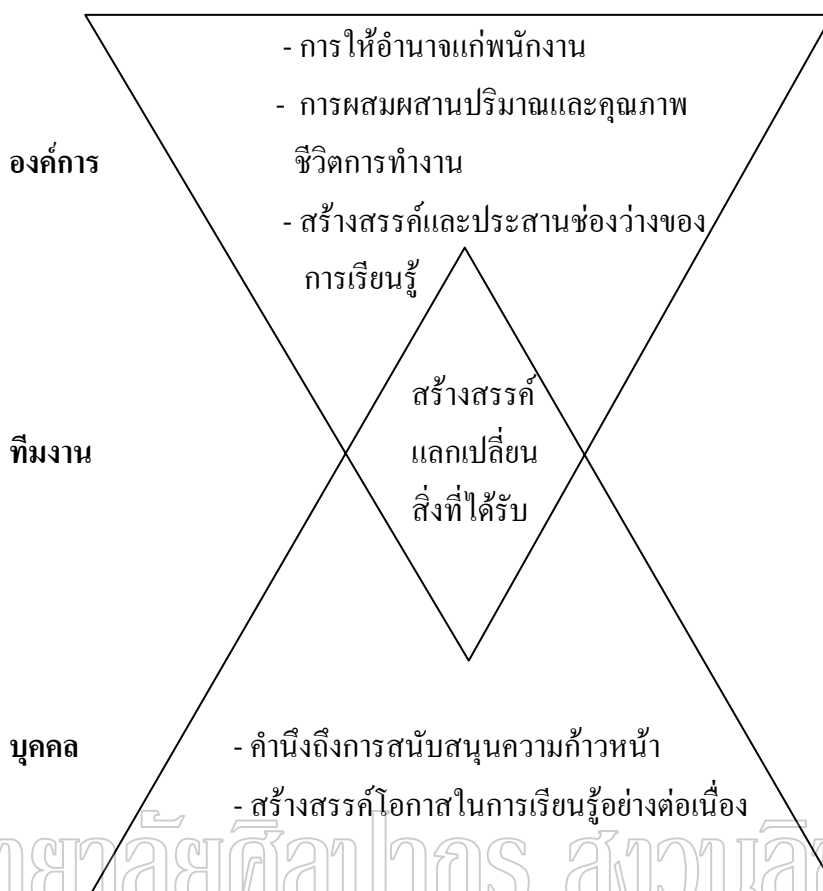 - การให้อำนาจแก่พนักงาน
- การผสมผสานปริมาณและคุณภาพ
องค์การ
ชีวิตการทำงาน
- สร้างสรรค์และประสานช่องว่างของ
การเรียนรู้
สร้างสรรค์
ทีมงาน
แลกเปลี่ยน
สิ่งที่ได้รับ
บุคคล
- คำนึงถึงการสนับสนุนความก้าวหน้า
- สร้างสรรค์โอกาสในการเรียนรู้อย่างต่อเนื่อง
ศิลปากร